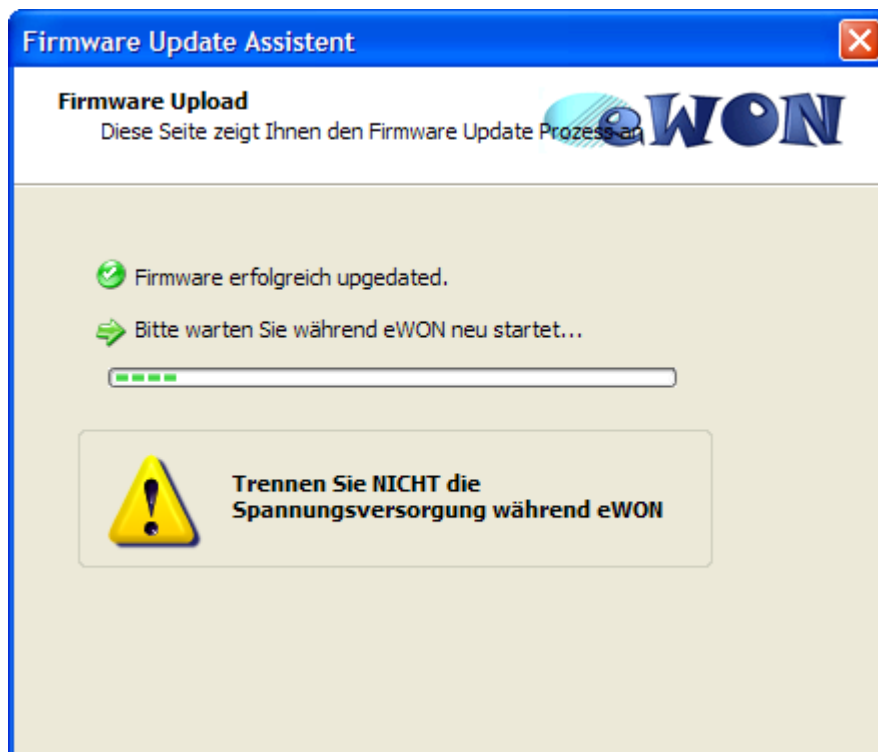 Firmware Update Assistent
Firmware Upload
Diese Seite zeigt Ihnen den Firmware Update Prozess an
eWON
Firmware erfolgreich upgedated.
Bitte warten Sie während eWON neu startet...
Trennen Sie NICHT die
Spannungsversorgung während eWON